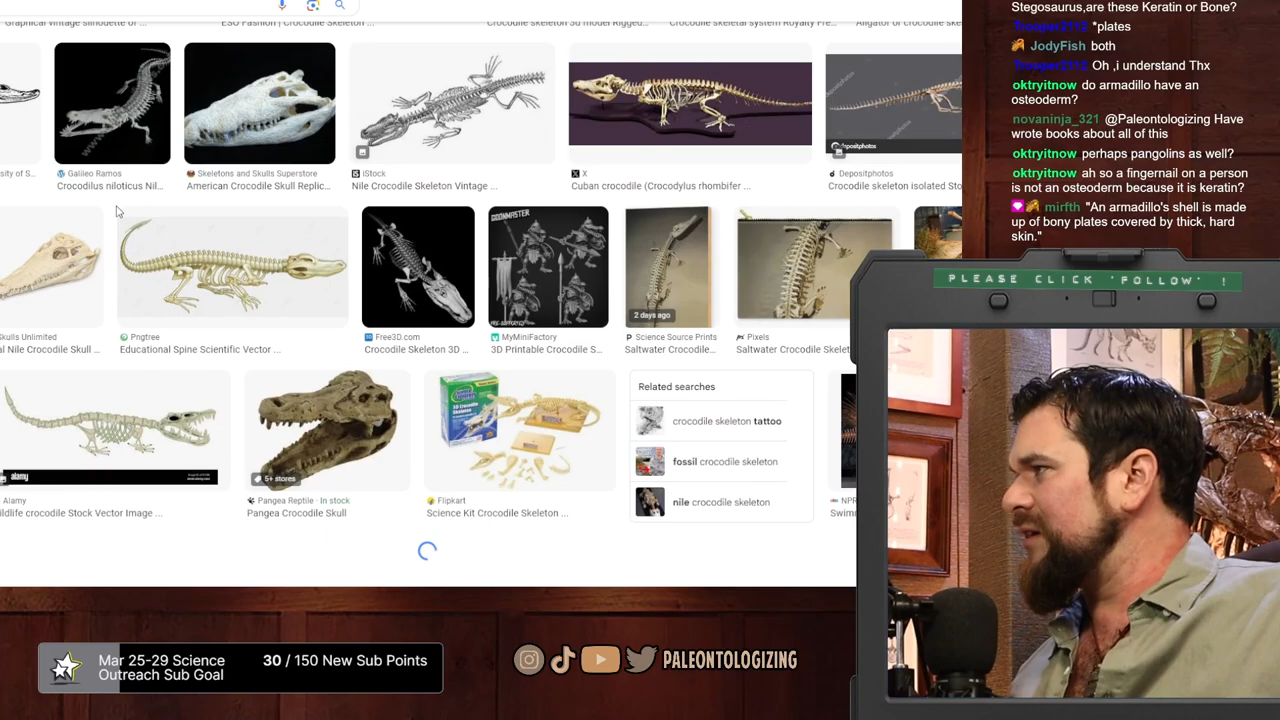 Graphical vintage silhouette of ...
ESO Fashion | Crocodile Skeleton ...
Crocodile skeleton 3d model Rigged...
Crocodile skeletal system Royalty Fre...
Alligator or crocodile ske
sity of S...
Galileo Ramos
Crocodilus niloticus Nil...
Skeletons and Skulls Superstore
American Crocodile Skull Replic...
iStock
Nile Crocodile Skeleton Vintage ...
X
Cuban crocodile (Crocodylus rhombifer ...
depositphotos
Depositphotos
Crocodile skeleton isolated Sto
Skulls Unlimited
al Nile Crocodile Skull ...
Pngtree
Educational Spine Scientific Vector ...
Free3D.com
Crocodile Skeleton 3D ...
GOONMASTER
MyMiniFactory
3D Printable Crocodile S...
2 days ago
Science Source Prints
Saltwater Crocodile...
Pixels
Saltwater Crocodile Skelet
alamy
Alamy
ildlife crocodile Stock Vector Image ...
5+ stores
Pangea Reptile · In stock
Pangea Crocodile Skull
Flipkart
Science Kit Crocodile Skeleton ...
Related searches
crocodile skeleton tattoo
fossil crocodile skeleton
nile crocodile skeleton
NPR
Swimm
Stegosaurus,are these Keratin or Bone?
Trooper2112 *plates
JodyFish both
Trooper2112 Oh ,i understand Thx
oktryitnow do armadillo have an
osteoderm?
novaninja_321 @Paleontologizing Have
wrote books about all of this
oktryitnow perhaps pangolins as well?
oktryitnow ah so a fingernail on a person
is not an osteoderm because it is keratin?
mirfth "An armadillo's shell is made
up of bony plates covered by thick, hard
skin."
PLEASE CLICK "FOLLOW" !
Mar 25-29 Science
Outreach Sub Goal
30 / 150 New Sub Points
PALEONTOLOGIZING